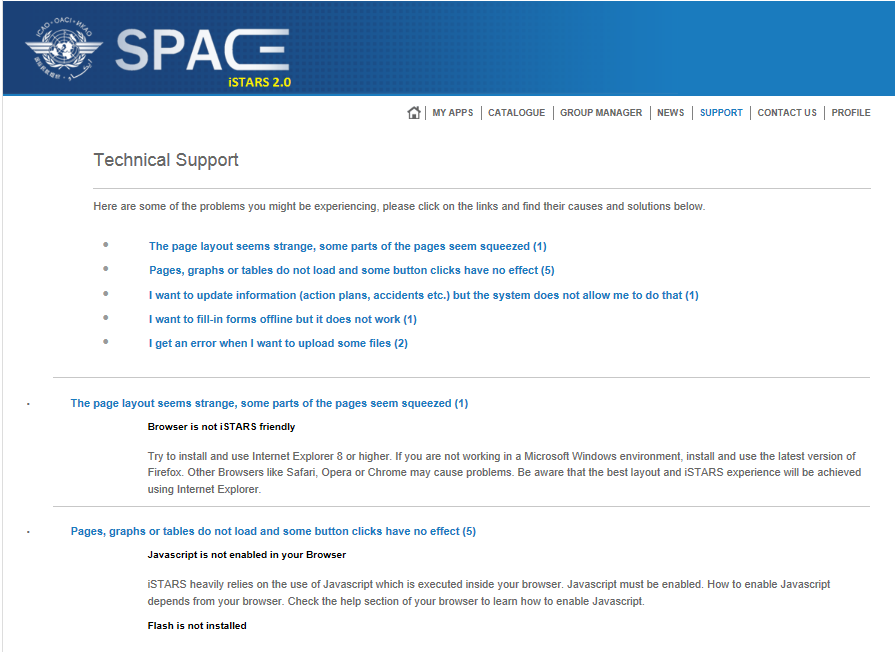 ICAO · OACI · ИКАО
SPACE
iSTARS 2.0
MY APPS
CATALOGUE
GROUP MANAGER
NEWS
SUPPORT
CONTACT US
PROFILE
Technical Support
Here are some of the problems you might be experiencing, please click on the links and find their causes and solutions below.
The page layout seems strange, some parts of the pages seem squeezed (1)
Pages, graphs or tables do not load and some button clicks have no effect (5)
I want to update information (action plans, accidents etc.) but the system does not allow me to do that (1)
I want to fill-in forms offline but it does not work (1)
I get an error when I want to upload some files (2)
The page layout seems strange, some parts of the pages seem squeezed (1)
Browser is not iSTARS friendly
Try to install and use Internet Explorer 8 or higher. If you are not working in a Microsoft Windows environment, install and use the latest version of
Firefox. Other Browsers like Safari, Opera or Chrome may cause problems. Be aware that the best layout and iSTARS experience will be achieved
using Internet Explorer.
Pages, graphs or tables do not load and some button clicks have no effect (5)
Javascript is not enabled in your Browser
iSTARS heavily relies on the use of Javascript which is executed inside your browser. Javascript must be enabled. How to enable Javascript
depends from your browser. Check the help section of your browser to learn how to enable Javascript.
Flash is not installed